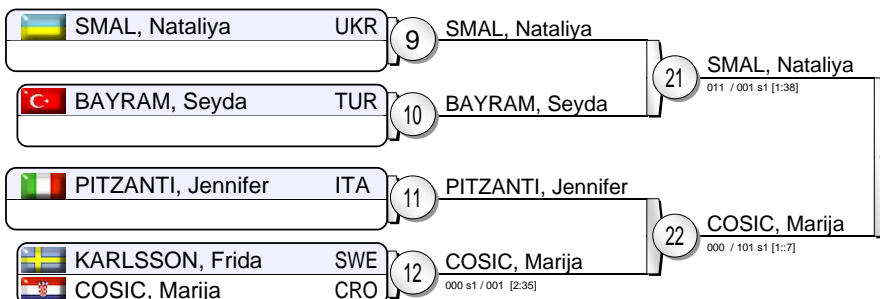 SMAL, Nataliya UKR
9
SMAL, Nataliya
21
SMAL, Nataliya
011 / 001 s1 [1:38]
BAYRAM, Seyda TUR
10
BAYRAM, Seyda
PITZANTI, Jennifer ITA
11
PITZANTI, Jennifer
22
COSIC, Marija
000 / 101 s1 [1::7]
KARLSSON, Frida SWE
COSIC, Marija CRO
12
COSIC, Marija
000 s1 / 001 [2:35]